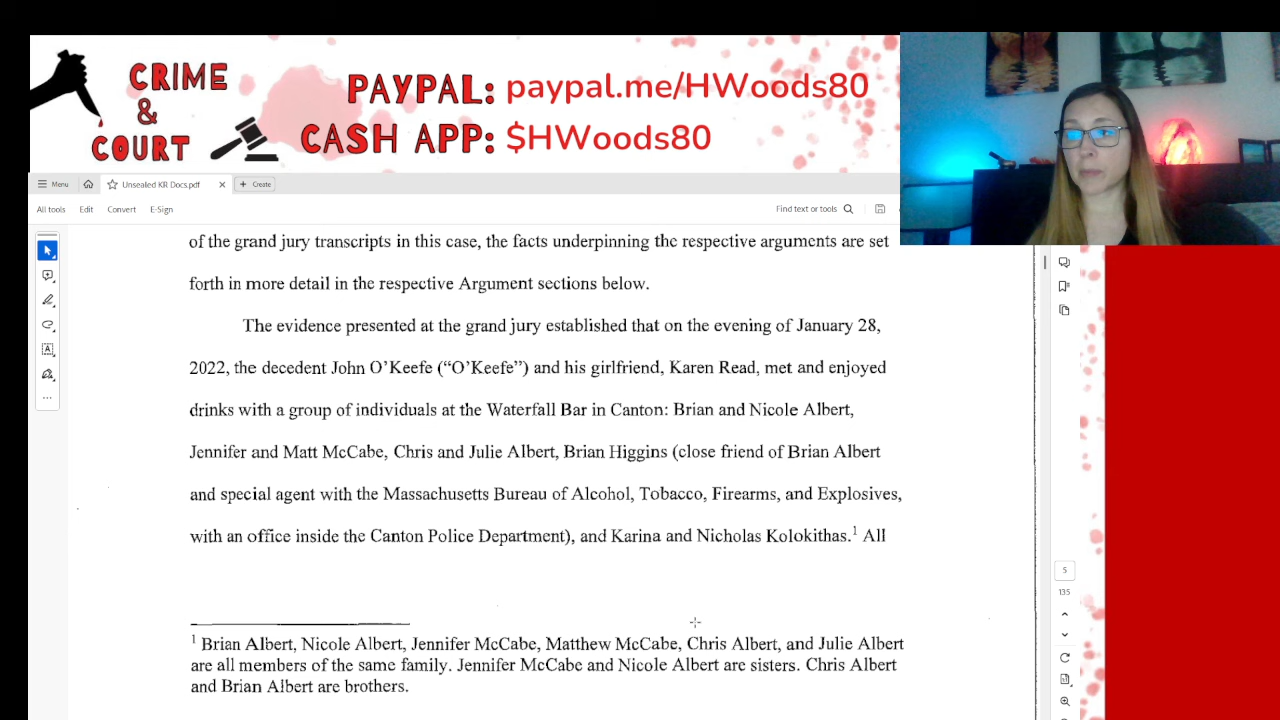 CRIME
&
COURT
PAYPAL: paypal.me/HWoods80
CASH APP: $HWoods80
Menu
Unsealed KR Docs.pdf
Create
All tools
Edit
Convert
E-Sign
Find text or tools
of the grand jury transcripts in this case, the facts underpinning the respective arguments are set
forth in more detail in the respective Argument sections below.
The evidence presented at the grand jury established that on the evening of January 28,
2022, the decedent John O’Keefe (“O’Keefe”) and his girlfriend, Karen Read, met and enjoyed
drinks with a group of individuals at the Waterfall Bar in Canton: Brian and Nicole Albert,
Jennifer and Matt McCabe, Chris and Julie Albert, Brian Higgins (close friend of Brian Albert
and special agent with the Massachusetts Bureau of Alcohol, Tobacco, Firearms, and Explosives,
with an office inside the Canton Police Department), and Karina and Nicholas Kolokithas.1 All
1 Brian Albert, Nicole Albert, Jennifer McCabe, Matthew McCabe, Chris Albert, and Julie Albert
are all members of the same family. Jennifer McCabe and Nicole Albert are sisters. Chris Albert
and Brian Albert are brothers.
5
135